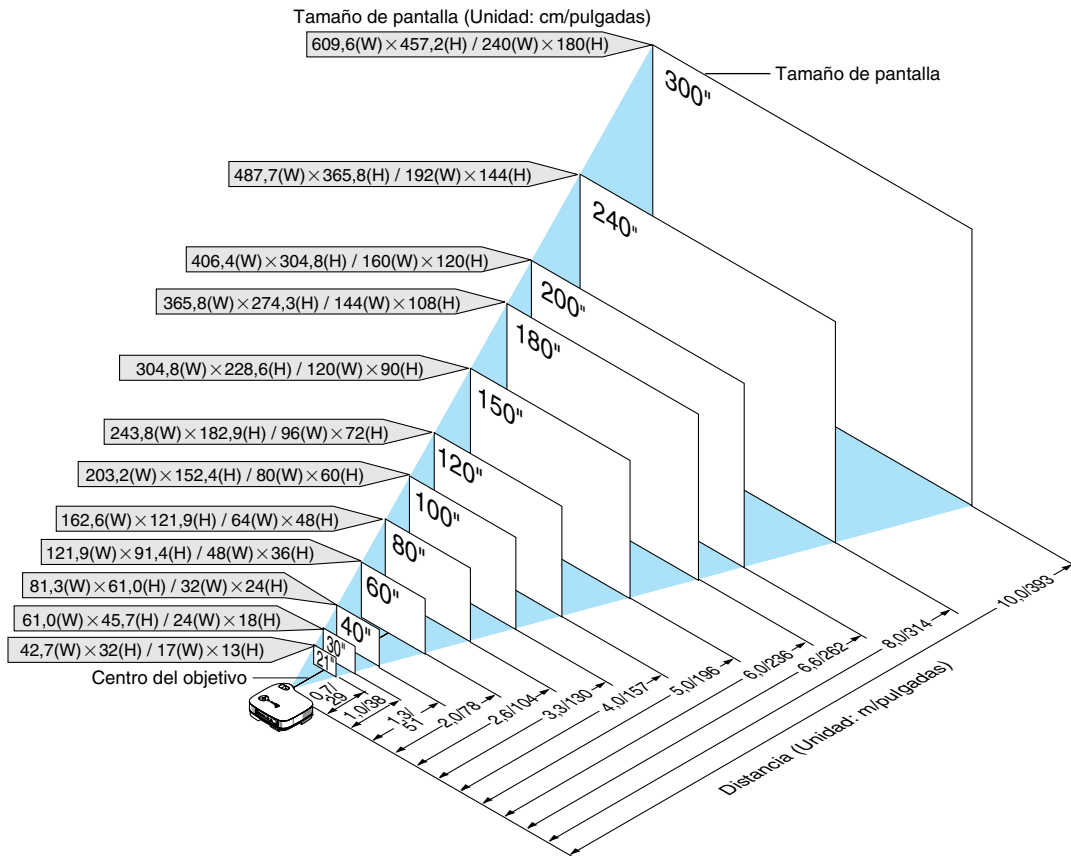 Tamaño de pantalla (Unidad: cm/pulgadas)
609,6(W)×457,2(H) / 240(W)×180(H)
Tamaño de pantalla
300"
487,7(W)×365,8(H) / 192(W)×144(H)
240"
406,4(W)×304,8(H) / 160(W)×120(H)
200"
365,8(W)×274,3(H) / 144(W)×108(H)
180"
304,8(W)×228,6(H) / 120(W)×90(H)
150"
243,8(W)×182,9(H) / 96(W)×72(H)
120"
203,2(W)×152,4(H) / 80(W)×60(H)
100"
162,6(W)×121,9(H) / 64(W)×48(H)
80"
121,9(W)×91,4(H) / 48(W)×36(H)
60"
81,3(W)×61,0(H) / 32(W)×24(H)
40"
61,0(W)×45,7(H) / 24(W)×18(H)
30"
42,7(W)×32(H) / 17(W)×13(H)
21"
Centro del objetivo
0,7/
29
1,0/38
1,3/
51
2,0/78
2,6/104
3,3/130
4,0/157
5,0/196
6,0/236
6,6/262
8,0/314
10,0/393
Distancia (Unidad: m/pulgadas)